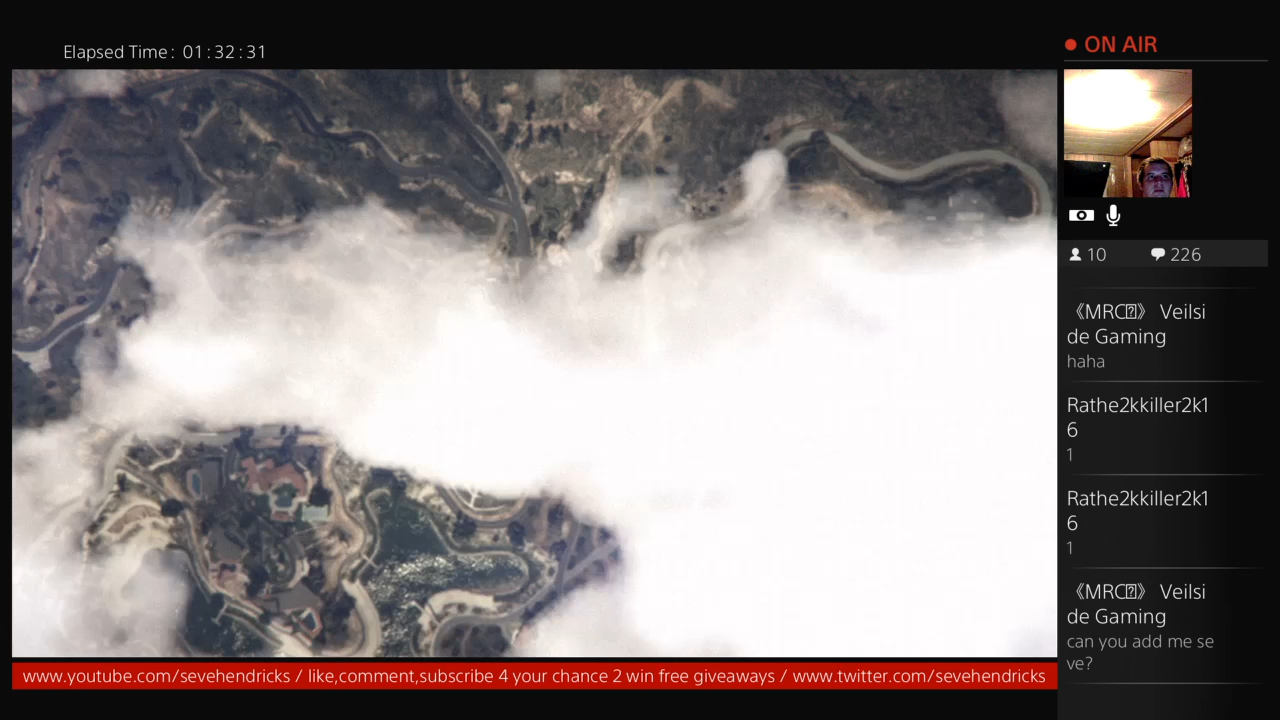 Elapsed Time: 01:32:31
ON AIR
10 226
《MRC⍰》 Veilsi
de Gaming
haha
Rathe2kkiller2k1
6
1
Rathe2kkiller2k1
6
1
《MRC⍰》 Veilsi
de Gaming
can you add me se
ve?
www.youtube.com/sevehendricks / like,comment,subscribe 4 your chance 2 win free giveaways / www.twitter.com/sevehendricks